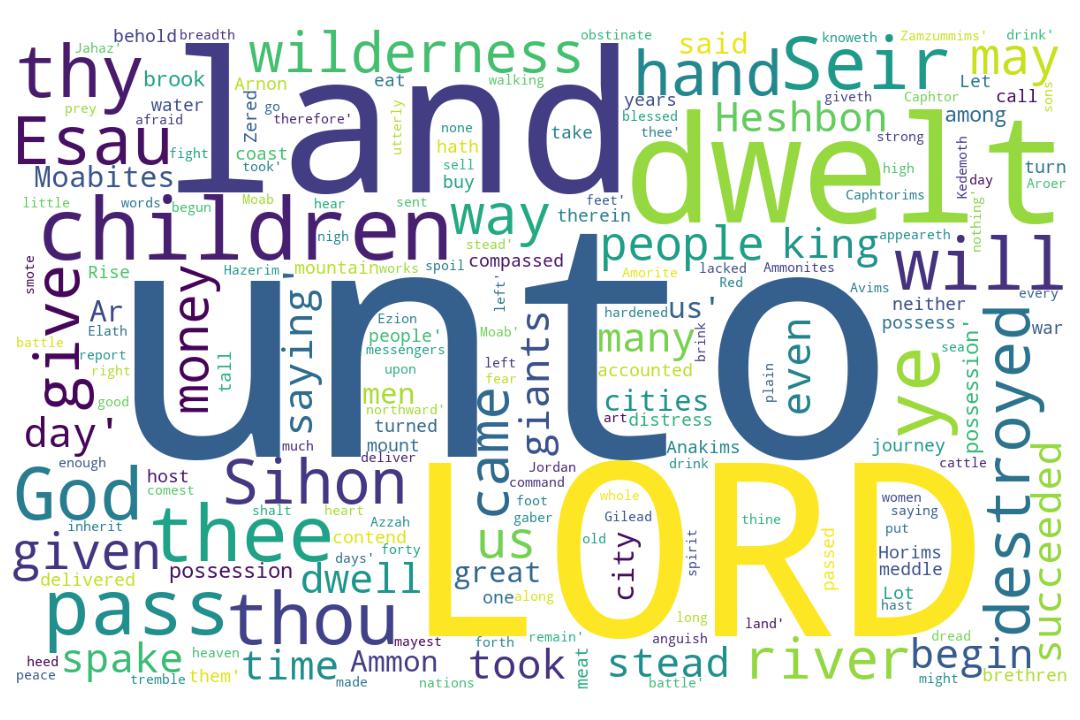 behold breadth
Jahaz'
thy
land
wilderness
obstinate
said
hand
Seir
knoweth
Zamzummims'
drink'
may
brook
Arnon
eat
walking
Let
call
prey
water
Zered
go
utterly
years
giveth
Caphtor
sons
afraid
therefore'
none
take
blessed
Heshbon
among
Esau
fight
coast
hath
thee'
dwelt
strong
Kedemoth
Moabites
took'
sell
buy
high
day
turn
Aroer
little
words
begun
Moab
hear
sent
feet'
therein
Caphtorims
nothing'
children
nigh
way
stead'
people
king
appeareth
will
smote
give
Rise
money
Hazerim
saying'
mountain
works
spoil
compassed
Amorite
lacked
Ammonites
Red
Avims
every
Ar
Elath
unto
Ezion
people'
messengers
left'
giants
hardened
us'
brink
neither
possess
war
battle
report
right
tall
Moab'
upon
left
fear
many
accounted
plain
even
ye
sea
possession'
destroyed
good
men
northward'
cities
day'
turned
came
art
distress
much
mount
Anakims
drink
journey
cattle
enough
host
comest
deliver
Jordan
command
God
Sihon
LORD
inherit
thee
shalt
heart
Azzah
foot
gaber
whole
Gilead
old
thine
women
saying
put
succeeded
given
contend
days'
forty
us
city
spirit
passed
Horims
meddle
delivered
possession
dwell
great
one
along
Lot
hast
pass
thou
mayest
forth
remain'
long
anguish
land'
dread
heed
peace
spake
tremble
heaven
them'
time
made
Ammon
nations
took
meat
stead
battle'
river
begin
might
brethren